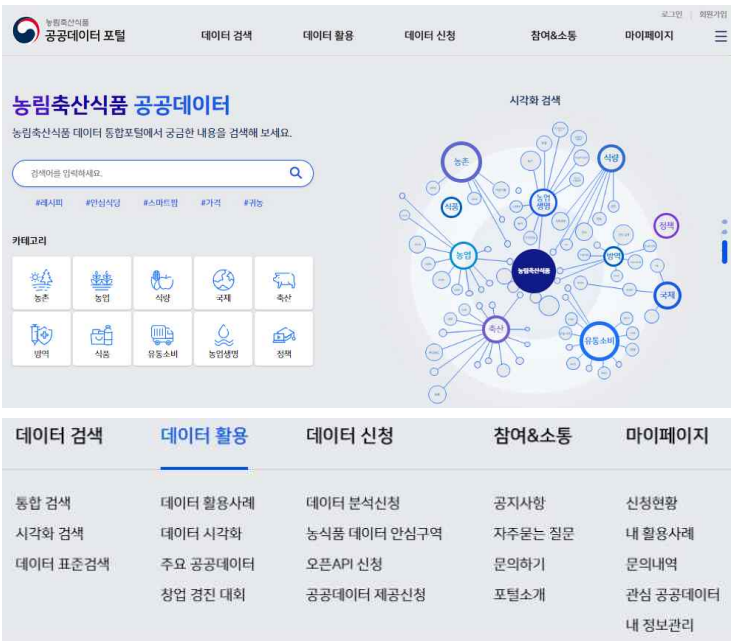 로그인 | 회원가입
농림축산식품
공공데이터 포털
데이터 검색 데이터 활용 데이터 신청 참여&소통 마이페이지
농림축산식품 공공데이터
농림축산식품 데이터 통합포털에서 궁금한 내용을 검색해 보세요.
검색어를 입력하세요.
#레시피 #안심식당 #스마트팜 #가격 #귀농
카테고리
농촌 농업 식량 국제 축산
방역 식품 유통소비 농업생명 정책
시각화 검색
농촌
식량
농업
생명
식품
정책
농업
방역
농림축산식품
국제
축산
유통소비
데이터 검색 데이터 활용 데이터 신청 참여&소통 마이페이지
통합 검색 데이터 활용사례 데이터 분석신청 공지사항 신청현황
시각화 검색 데이터 시각화 농식품 데이터 안심구역 자주묻는 질문 내 활용사례
데이터 표준검색 주요 공공데이터 오픈API 신청 문의하기 문의내역
창업 경진 대회 공공데이터 제공신청 포털소개 관심 공공데이터
내 정보관리